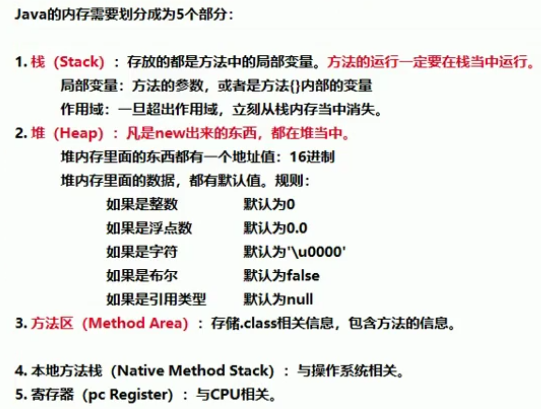 Java的内存需要划分成为5个部分：
1. 栈（Stack）：存放的都是方法中的局部变量。方法的运行一定要在栈当中运行。
局部变量：方法的参数，或者是方法{}内部的变量
作用域：一旦超出作用域，立刻从栈内存当中消失。
2. 堆（Heap）：凡是new出来的东西，都在堆当中。
堆内存里面的东西都有一个地址值：16进制
堆内存里面的数据，都有默认值。规则：
如果是整数 默认为0
如果是浮点数 默认为0.0
如果是字符 默认为'\u0000'
如果是布尔 默认为false
如果是引用类型 默认为null
3. 方法区（Method Area）：存储.class相关信息，包含方法的信息。
4. 本地方法栈（Native Method Stack）：与操作系统相关。
5. 寄存器（pc Register）：与CPU相关。